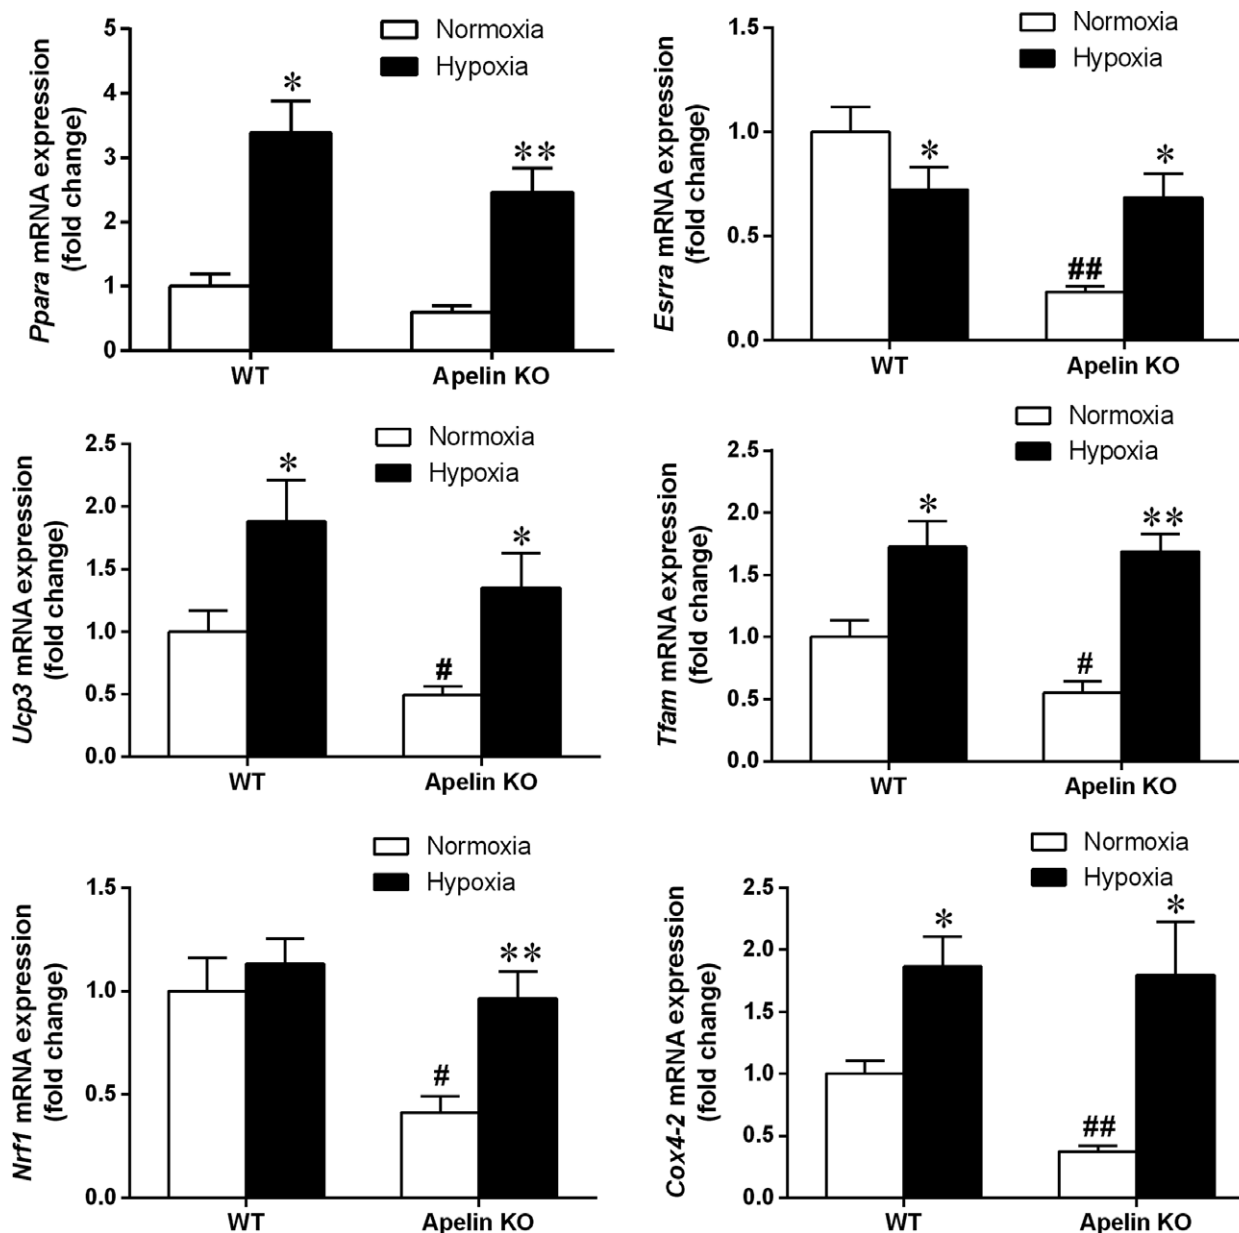 Ppara mRNA expression
(fold change)
5
4
3
2
1
0
Normoxia
Hypoxia
*
**
WT
Apelin KO
Esrra mRNA expression
(fold change)
1.5
1.0
0.5
0.0
Normoxia
Hypoxia
*
##
*
WT
Apelin KO
Ucp3 mRNA expression
(fold change)
2.5
2.0
1.5
1.0
0.5
0.0
Normoxia
Hypoxia
*
#
*
WT
Apelin KO
Tfam mRNA expression
(fold change)
2.5
2.0
1.5
1.0
0.5
0.0
Normoxia
Hypoxia
*
#
**
WT
Apelin KO
Nrf1 mRNA expression
(fold change)
1.5
1.0
0.5
0.0
Normoxia
Hypoxia
#
**
WT
Apelin KO
Cox4-2 mRNA expression
(fold change)
2.5
2.0
1.5
1.0
0.5
0.0
Normoxia
Hypoxia
*
##
*
WT
Apelin KO